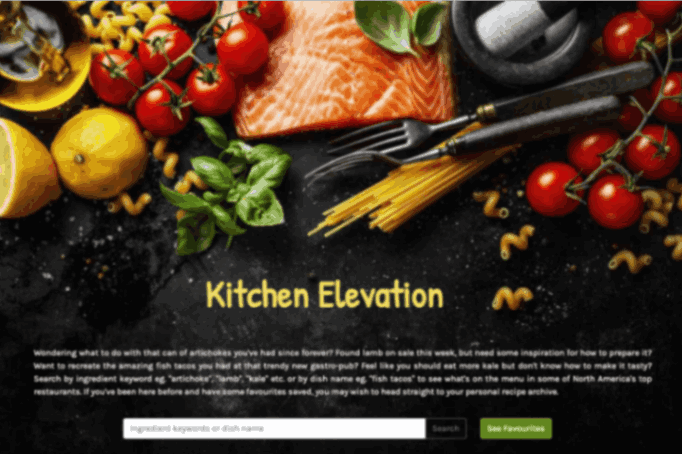 Kitchen Elevation
Wondering what to do with that can of artichokes you've had since forever? Found lamb on sale this week, but need some inspiration for how to prepare it?
Want to recreate the amazing fish tacos you had at that trendy new gastro-pub? Feel like you should eat more kale but don't know how to make it tasty?
Search by ingredient keyword eg. "artichoke", "lamb", "kale" etc. or by dish name eg. "fish tacos" to see what's on the menu in some of North America's top
restaurants. If you've been here before and have some favourites saved, you may wish to head straight to your personal recipe archive.
ingredient keywords or dish name
Search
See Favourites